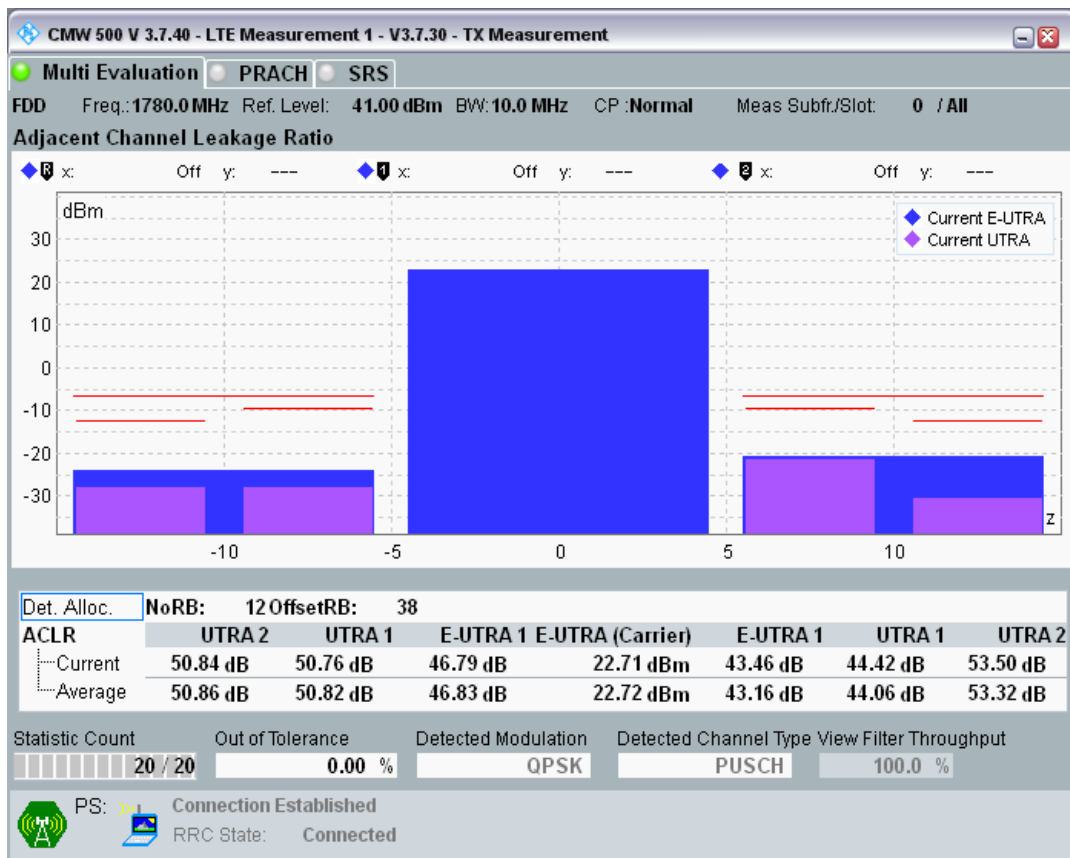 CMW 500 V 3.7.40 - LTE Measurement 1 - V3.7.30 - TX Measurement
Multi Evaluation PRACH SRS
FDD Freq.: 1780.0 MHz Ref. Level: 41.00 dBm BW: 10.0 MHz CP :Normal Meas Subfr./Slot: 0 / All
Adjacent Channel Leakage Ratio
R x: Off y: --- 1 x: Off y: --- 2 x: Off y: ---
dBm
Current E-UTRA
Current UTRA
30
20
10
0
-10
-20
-30
z
-10 -5 0 5 10
Det. Alloc. NoRB: 12 OffsetRB: 38
ACLR UTRA 2 UTRA 1 E-UTRA 1 E-UTRA (Carrier) E-UTRA 1 UTRA 1 UTRA 2
Current 50.84 dB 50.76 dB 46.79 dB 22.71 dBm 43.46 dB 44.42 dB 53.50 dB
Average 50.86 dB 50.82 dB 46.83 dB 22.72 dBm 43.16 dB 44.06 dB 53.32 dB
Statistic Count Out of Tolerance Detected Modulation Detected Channel Type View Filter Throughput
20 / 20 0.00 % QPSK PUSCH 100.0 %
PS: Connection Established
RRC State: Connected